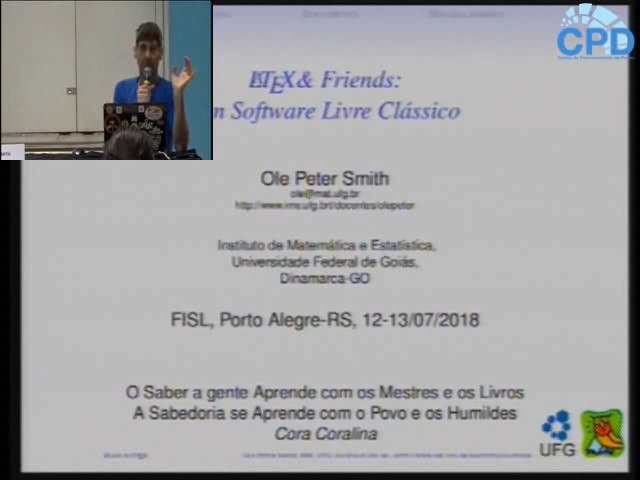 CPD
LATEX & Friends:
n Software Livre Clássico
Ole Peter Smith
ole@mat.ufg.br
http://www.ime.ufg.br/docentes/olepeter
Instituto de Matemática e Estatística,
Universidade Federal de Goiás,
Dinamarca-GO
FISL, Porto Alegre-RS, 12-13/07/2018
O Saber a gente Aprende com os Mestres e os Livros
A Sabedoria se Aprende com o Povo e os Humildes
Cora Coralina
UFG